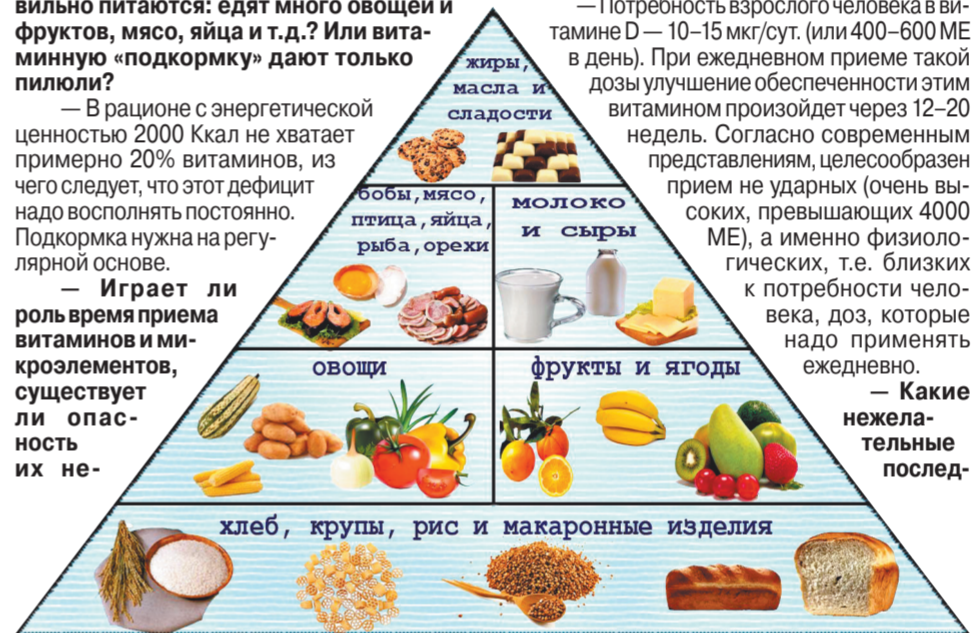 вильно питаются: едят много овощей и
фруктов, мясо, яйца и т.д.? Или вита-
минную «подкормку» дают только
пилюли?
— В рационе с энергетической
ценностью 2000 Ккал не хватает
примерно 20% витаминов, из
чего следует, что этот дефицит
надо восполнять постоянно.
Подкормка нужна на регу-
лярной основе.
— Играет ли
роль время приема
витаминов и ми-
кроэлементов,
существует
ли опас-
ность
их не-
жиры,
масла и
сладости
бобы, мясо,
птица, яйца,
рыба, орехи
молоко
и сыры
овощи
фрукты и ягоды
хлеб, крупы, рис и макаронные изделия
— Потребность взрослого человека в ви-
тамине D — 10–15 мкг/сут. (или 400–600 МЕ
в день). При ежедневном приеме такой
дозы улучшение обеспеченности этим
витамином произойдет через 12–20
недель. Согласно современным
представлениям, целесообразен
прием не ударных (очень вы-
соких, превышающих 4000
МЕ), а именно физиоло-
гических, т.е. близких
к потребности чело-
века, доз, которые
надо применять
ежедневно.
— Какие
нежела-
тельные
послед-